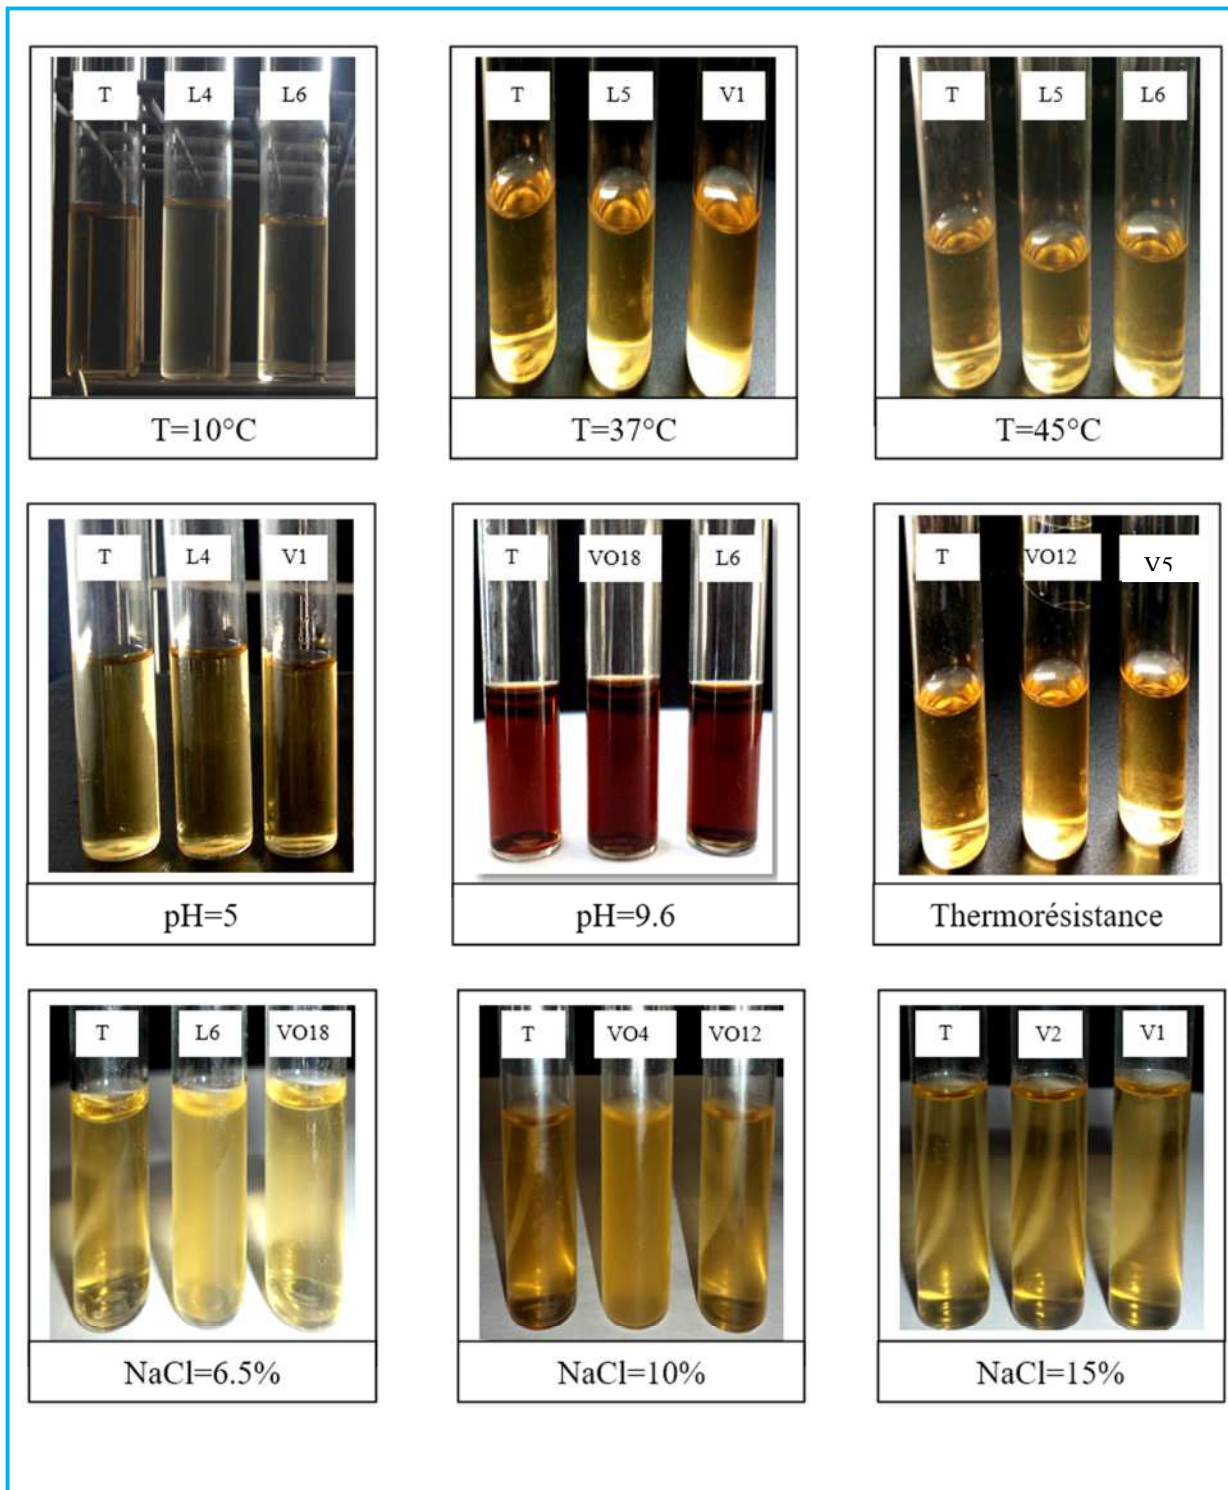 T L4 L6
T=10°C
T L5 V1
T=37°C
T L5 L6
T=45°C
T L4 V1
pH=5
T VO18 L6
pH=9.6
T VO12 V5
Thermorésistance
T L6 VO18
NaCl=6.5%
T VO4 VO12
NaCl=10%
T V2 V1
NaCl=15%